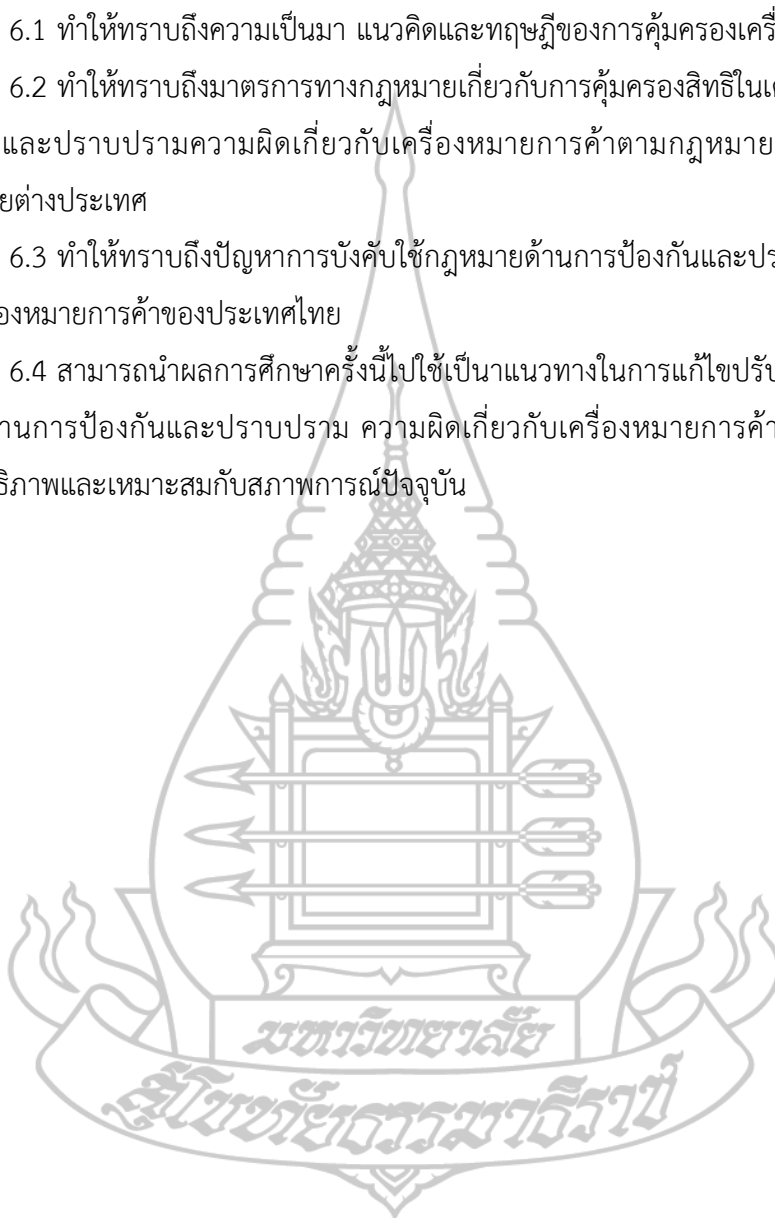 6.1 ทำให้ทราบถึงความเป็นมา แนวคิดและทฤษฎีของการคุ้มครองเครื่
6.2 ทำให้ทราบถึงมาตรการทางกฎหมายเกี่ยวกับการคุ้มครองสิทธิในเค
และปราบปรามความผิดเกี่ยวกับเครื่องหมายการค้าตามกฎหมาย
ยต่างประเทศ
6.3 ทำให้ทราบถึงปัญหาการบังคับใช้กฎหมายด้านการป้องกันและปร
องหมายการค้าของประเทศไทย
6.4 สามารถนำผลการศึกษาครั้งนี้ไปใช้เป็นาแนวทางในการแก้ไขปรับ
านการป้องกันและปราบปราม ความผิดเกี่ยวกับเครื่องหมายการค้า
ธิภาพและเหมาะสมกับสภาพการณ์ปัจจุบัน
มหาวิทยาลัย
สุโขทัยธรรมาธิราช